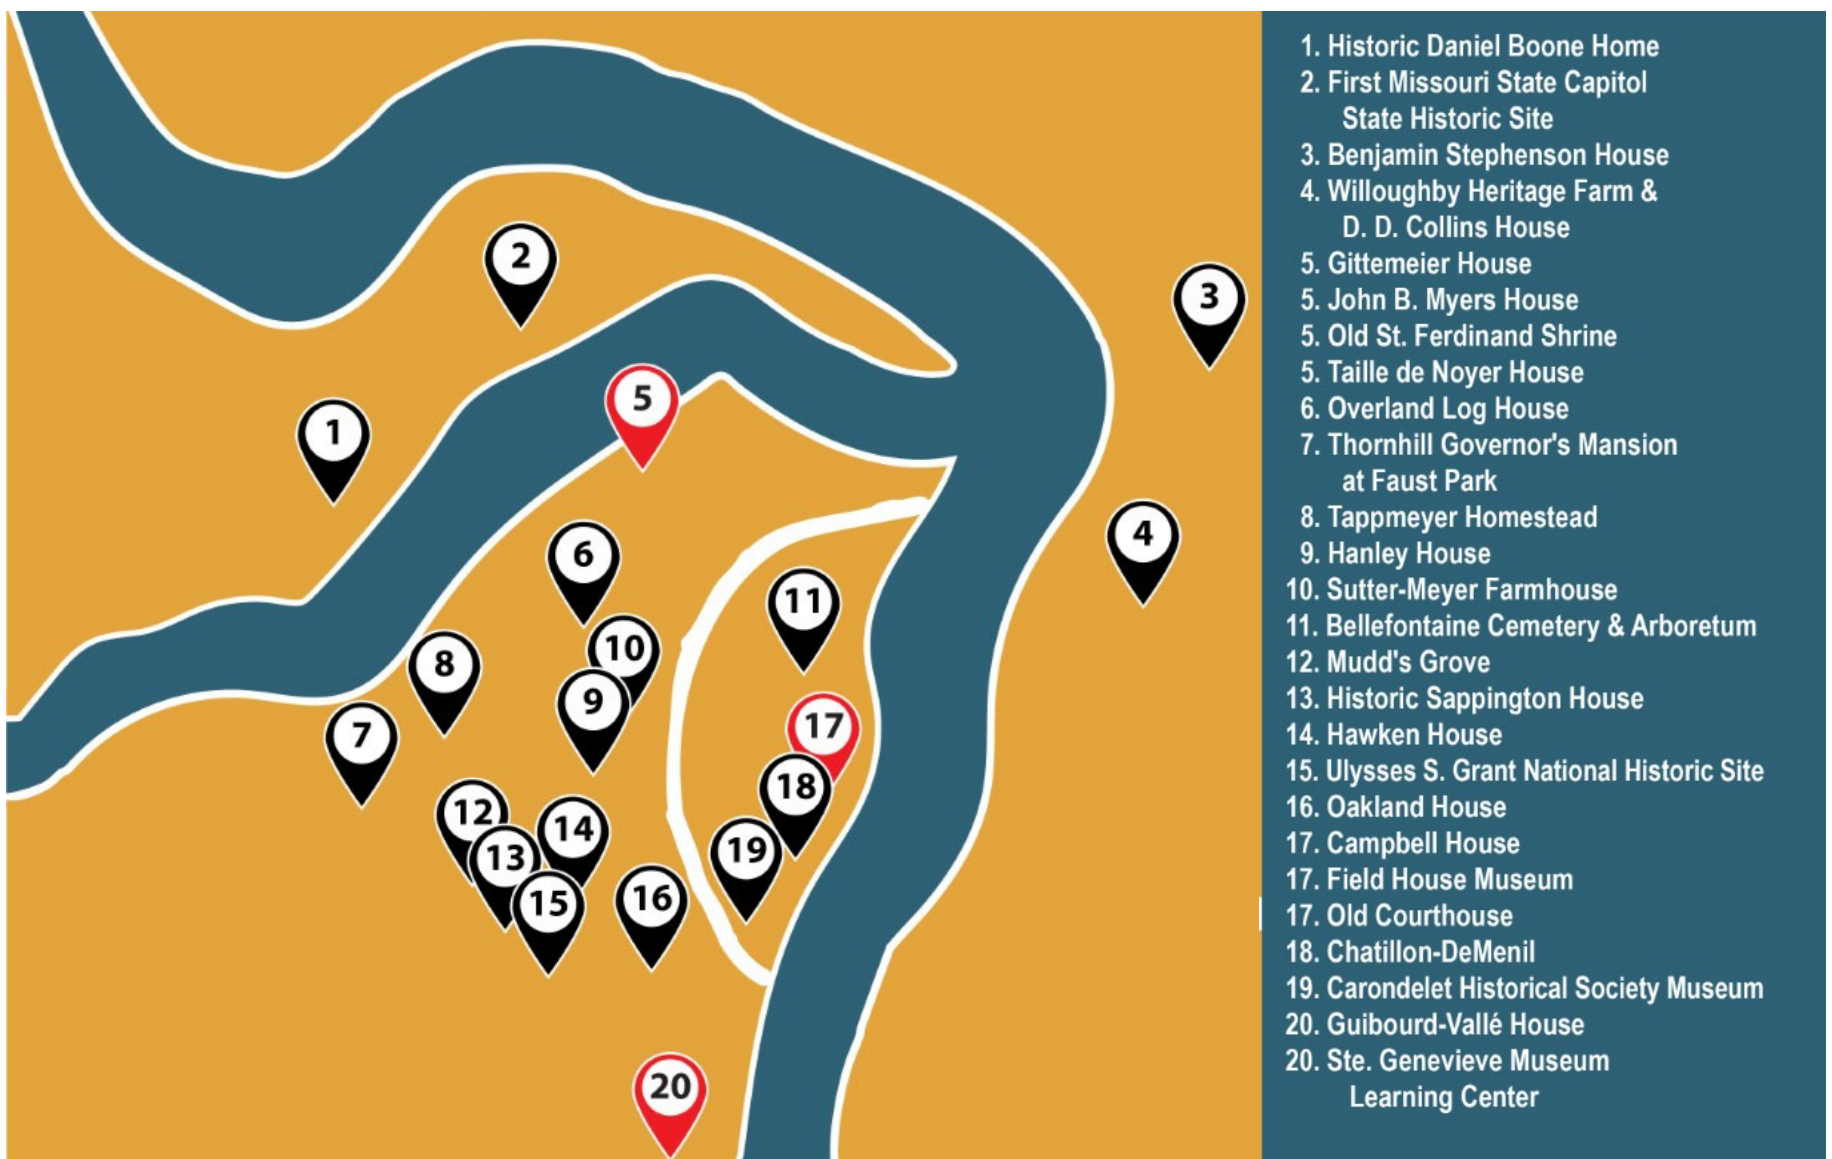 2
3
5
1
4
6
11
10
8
9
17
7
18
12
14
19
13
16
15
20
1. Historic Daniel Boone Home
2. First Missouri State Capitol
State Historic Site
3. Benjamin Stephenson House
4. Willoughby Heritage Farm &
D. D. Collins House
5. Gittemeier House
5. John B. Myers House
5. Old St. Ferdinand Shrine
5. Taille de Noyer House
6. Overland Log House
7. Thornhill Governor's Mansion
at Faust Park
8. Tappmeyer Homestead
9. Hanley House
10. Sutter-Meyer Farmhouse
11. Bellefontaine Cemetery & Arboretum
12. Mudd's Grove
13. Historic Sappington House
14. Hawken House
15. Ulysses S. Grant National Historic Site
16. Oakland House
17. Campbell House
17. Field House Museum
17. Old Courthouse
18. Chatillon-DeMenil
19. Carondelet Historical Society Museum
20. Guibourd-Vallé House
20. Ste. Genevieve Museum
Learning Center